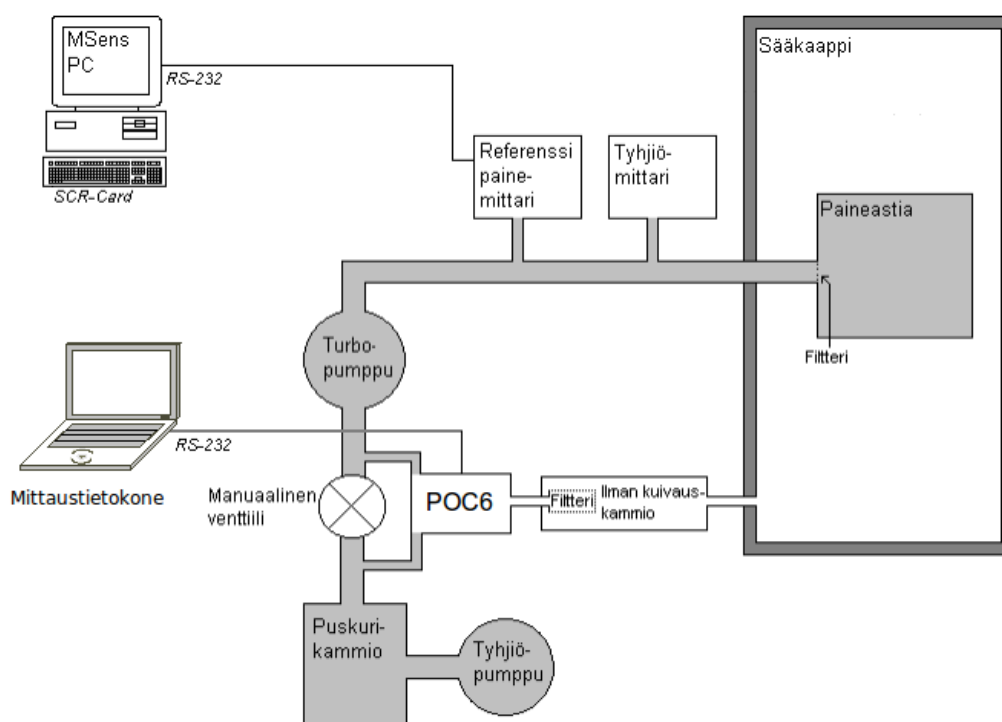 MSens
PC
RS-232
SCR-Card
Referenssi
paine-
mittari
Tyhjiö-
mittari
Sääkaappi
Paineastia
Filtteri
Turbo-
pumppu
RS-232
Mittaustietokone
Manuaalinen
venttiili
POC6
Filtteri
Ilman kuivaus-
kammio
Puskuri-
kammio
Tyhjiö-
pumppu